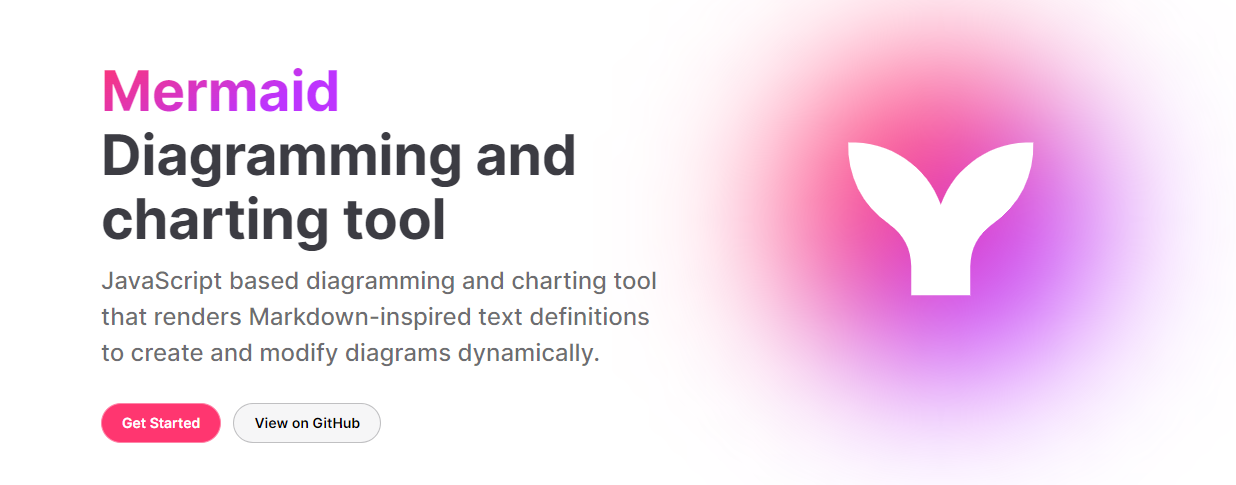 Mermaid
Diagramming and
charting tool
JavaScript based diagramming and charting tool
that renders Markdown-inspired text definitions
to create and modify diagrams dynamically.
Get Started
View on GitHub